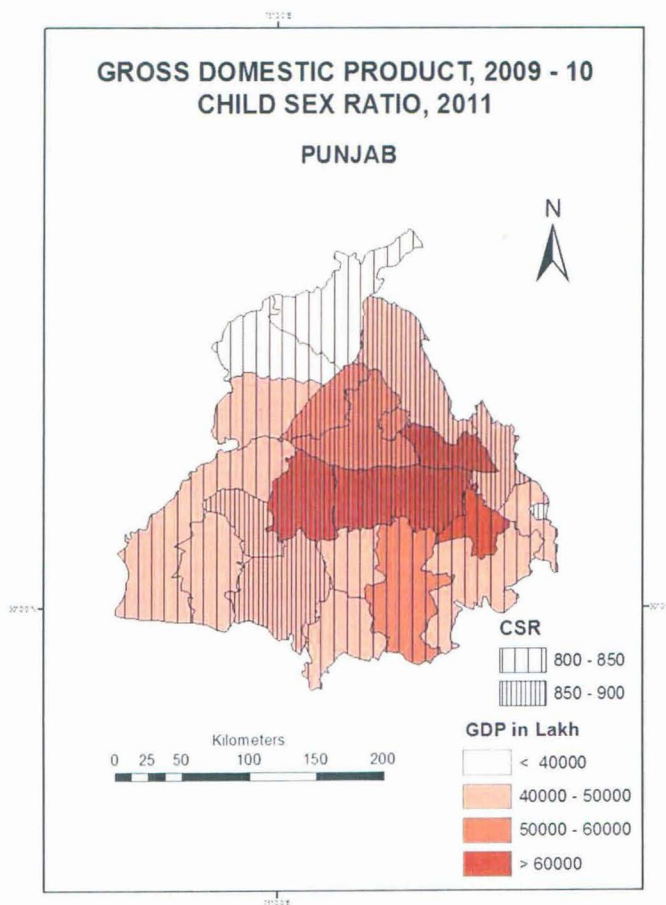 GROSS DOMESTIC PRODUCT, 2009 - 10
CHILD SEX RATIO, 2011
PUNJAB
N
CSR
800 - 850
850 - 900
GDP in Lakh
< 40000
40000 - 50000
50000 - 60000
> 60000
Kilometers
0 25 50 100 150 200